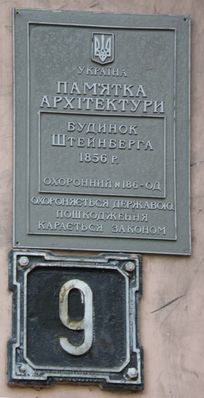 УКРАЇНА
ПАМ'ЯТКА
АРХІТЕКТУРИ
БУДИНОК
ШТЕЙНБЕРГА
1856 Р.
ОХОРОННИЙ №186-ОД
ОХОРОНЯЄТЬСЯ ДЕРЖАВОЮ,
ПОШКОДЖЕННЯ
КАРАЄТЬСЯ ЗАКОНОМ
9